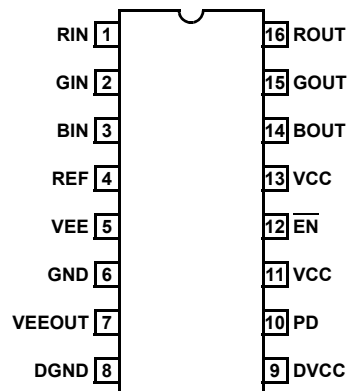 RIN 1 16 ROUT
GIN 2 15 GOUT
BIN 3 14 BOUT
REF 4 13 VCC
VEE 5 12 E̅N̅
GND 6 11 VCC
VEEOUT 7 10 PD
DGND 8 9 DVCC